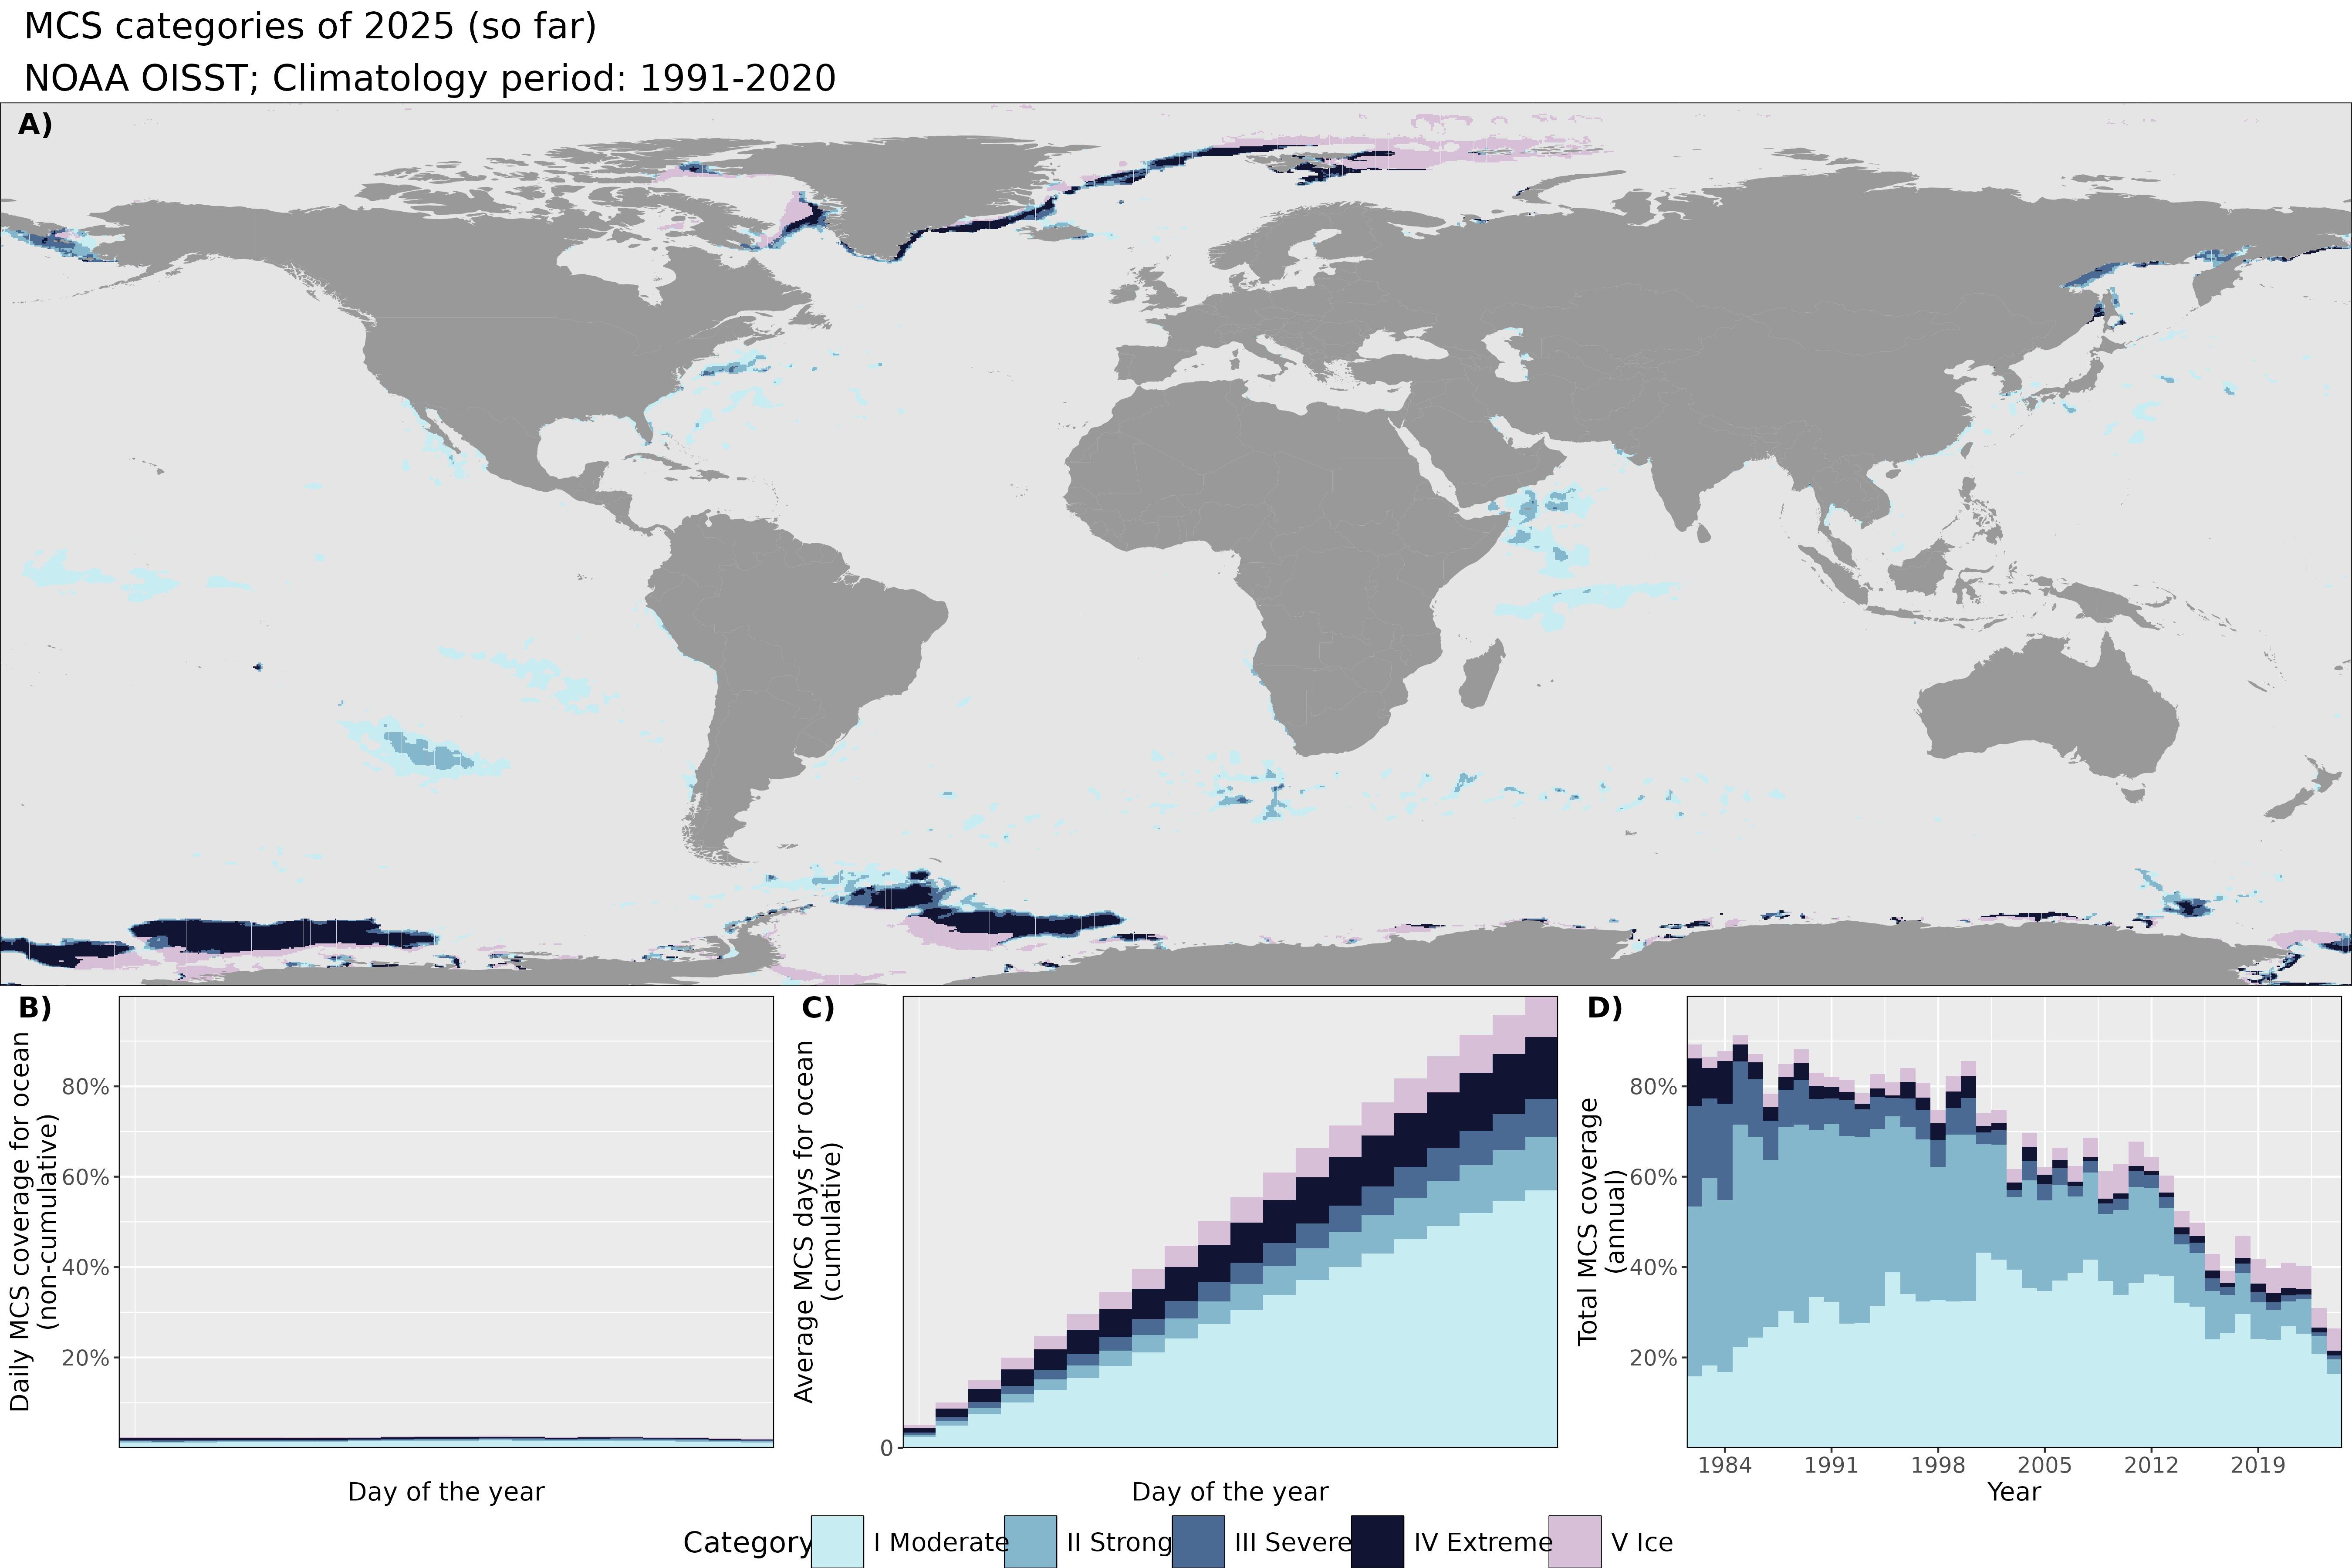 MCS categories of 2025 (so far)
NOAA OISST; Climatology period: 1991-2020
A)
B)
Daily MCS coverage for ocean
(non-cumulative)
80%
60%
40%
20%
Day of the year
C)
Average MCS days for ocean
(cumulative)
0
Day of the year
D)
Total MCS coverage
(annual)
80%
60%
40%
20%
1984 1991 1998 2005 2012 2019
Year
Category I Moderate II Strong III Severe IV Extreme V Ice